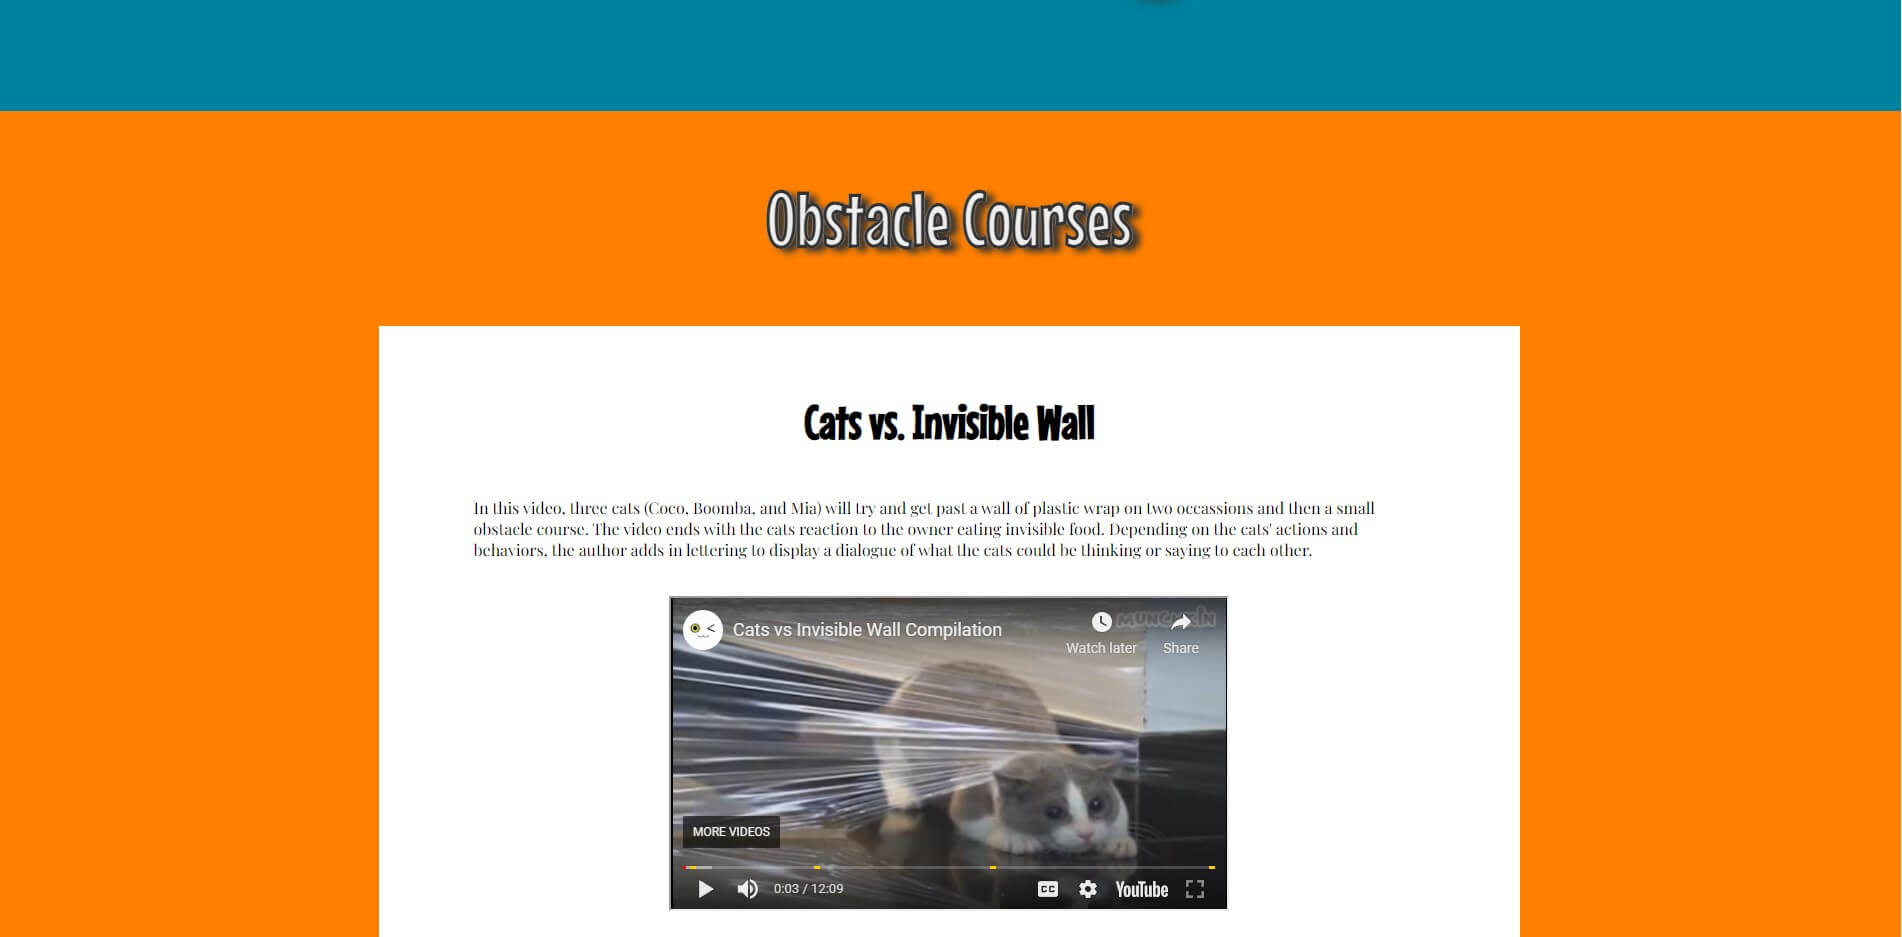 Obstacle Courses
Cats vs. Invisible Wall
In this video, three cats (Coco, Boomba, and Mia) will try and get past a wall of plastic wrap on two occassions and then a small
obstacle course. The video ends with the cats reaction to the owner eating invisible food. Depending on the cats' actions and
behaviors, the author adds in lettering to display a dialogue of what the cats could be thinking or saying to each other.
Cats vs Invisible Wall Compilation
MUNCHKIN
Watch later
Share
MORE VIDEOS
0:03 / 12:09
CC
YouTube